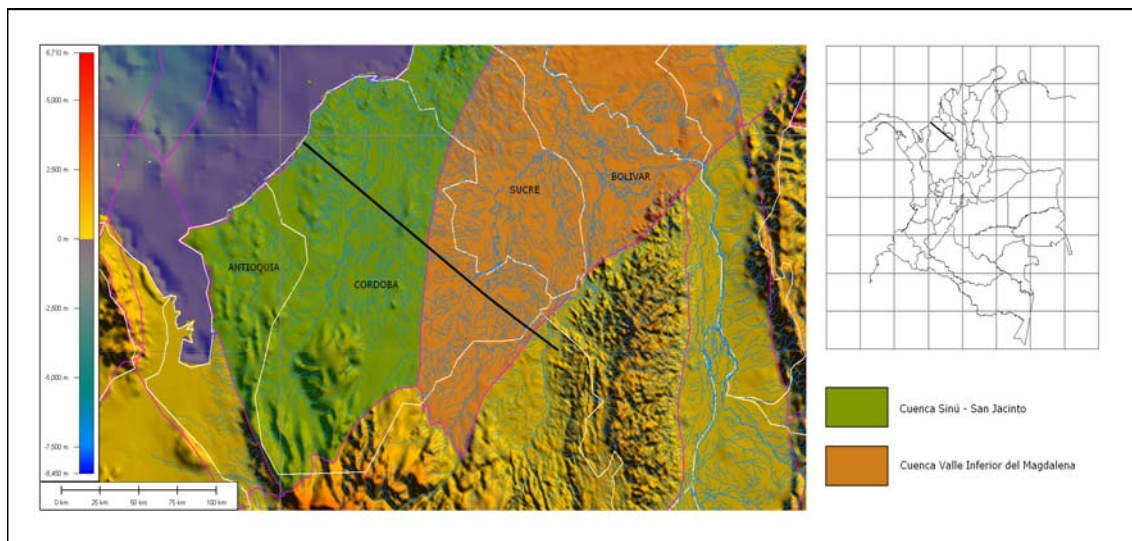 6,710 m
5,000 m
2,500 m
0 m
-2,500 m
-6,000 m
-7,500 m
-8,450 m
0 km 25 km 50 km 75 km 100 km
ANTIOQUIA
CORDOBA
SUCRE
BOLIVAR
Cuenca Sinú - San Jacinto
Cuenca Valle Inferior del Magdalena